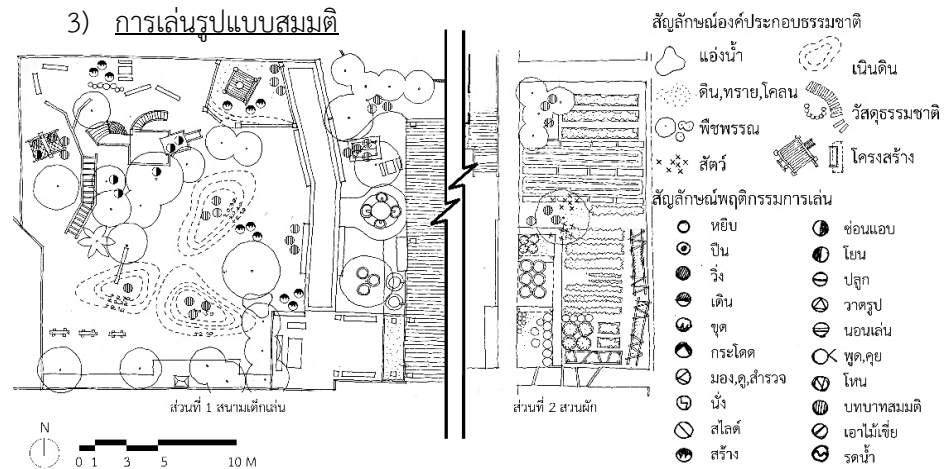 3) การเล่นรูปแบบสมมติ
สัญลักษณ์องค์ประกอบธรรมชาติ
แอ่งน้ำ
เนินดิน
ดิน,ทราย,โคลน
วัสดุธรรมชาติ
พืชพรรณ
สัตว์
โครงสร้าง
สัญลักษณ์พฤติกรรมการเล่น
หยิบ
ปีน
วิ่ง
เดิน
ขุด
กระโดด
มอง,ดู,สำรวจ
นั่ง
สไลด์
สร้าง
ซ่อนแอบ
โยน
ปลูก
วาดรูป
นอนเล่น
พูด,คุย
โหน
บทบาทสมมติ
เอาไม้เขี่ย
รดน้ำ
ส่วนที่ 1 สนามเด็กเล่น
ส่วนที่ 2 สวนผัก
N
0 1 3 5 10 M